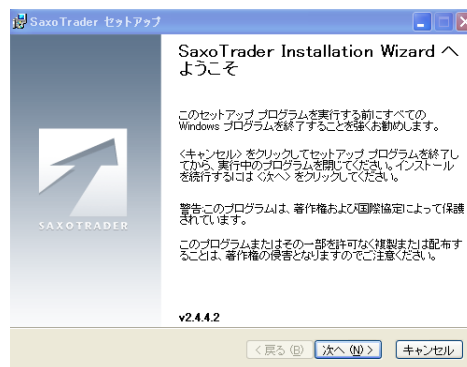 SaxoTrader セットアップ
SaxoTrader Installation Wizard へ
ようこそ
このセットアップ プログラムを実行する前にすべての
Windows プログラムを終了することを強くお勧めします。
<キャンセル> をクリックしてセットアップ プログラムを終了し
てから、実行中のプログラムを閉じてください。インストール
を続行するには <次へ> をクリックしてください。
SAXOTRADER
警告:このプログラムは、著作権および国際協定によって保護
されています。
このプログラムまたはその一部を許可なく複製または配布す
ることは、著作権の侵害となりますのでご注意ください。
v2.4.4.2
< 戻る (B)
次へ (N) >
キャンセル